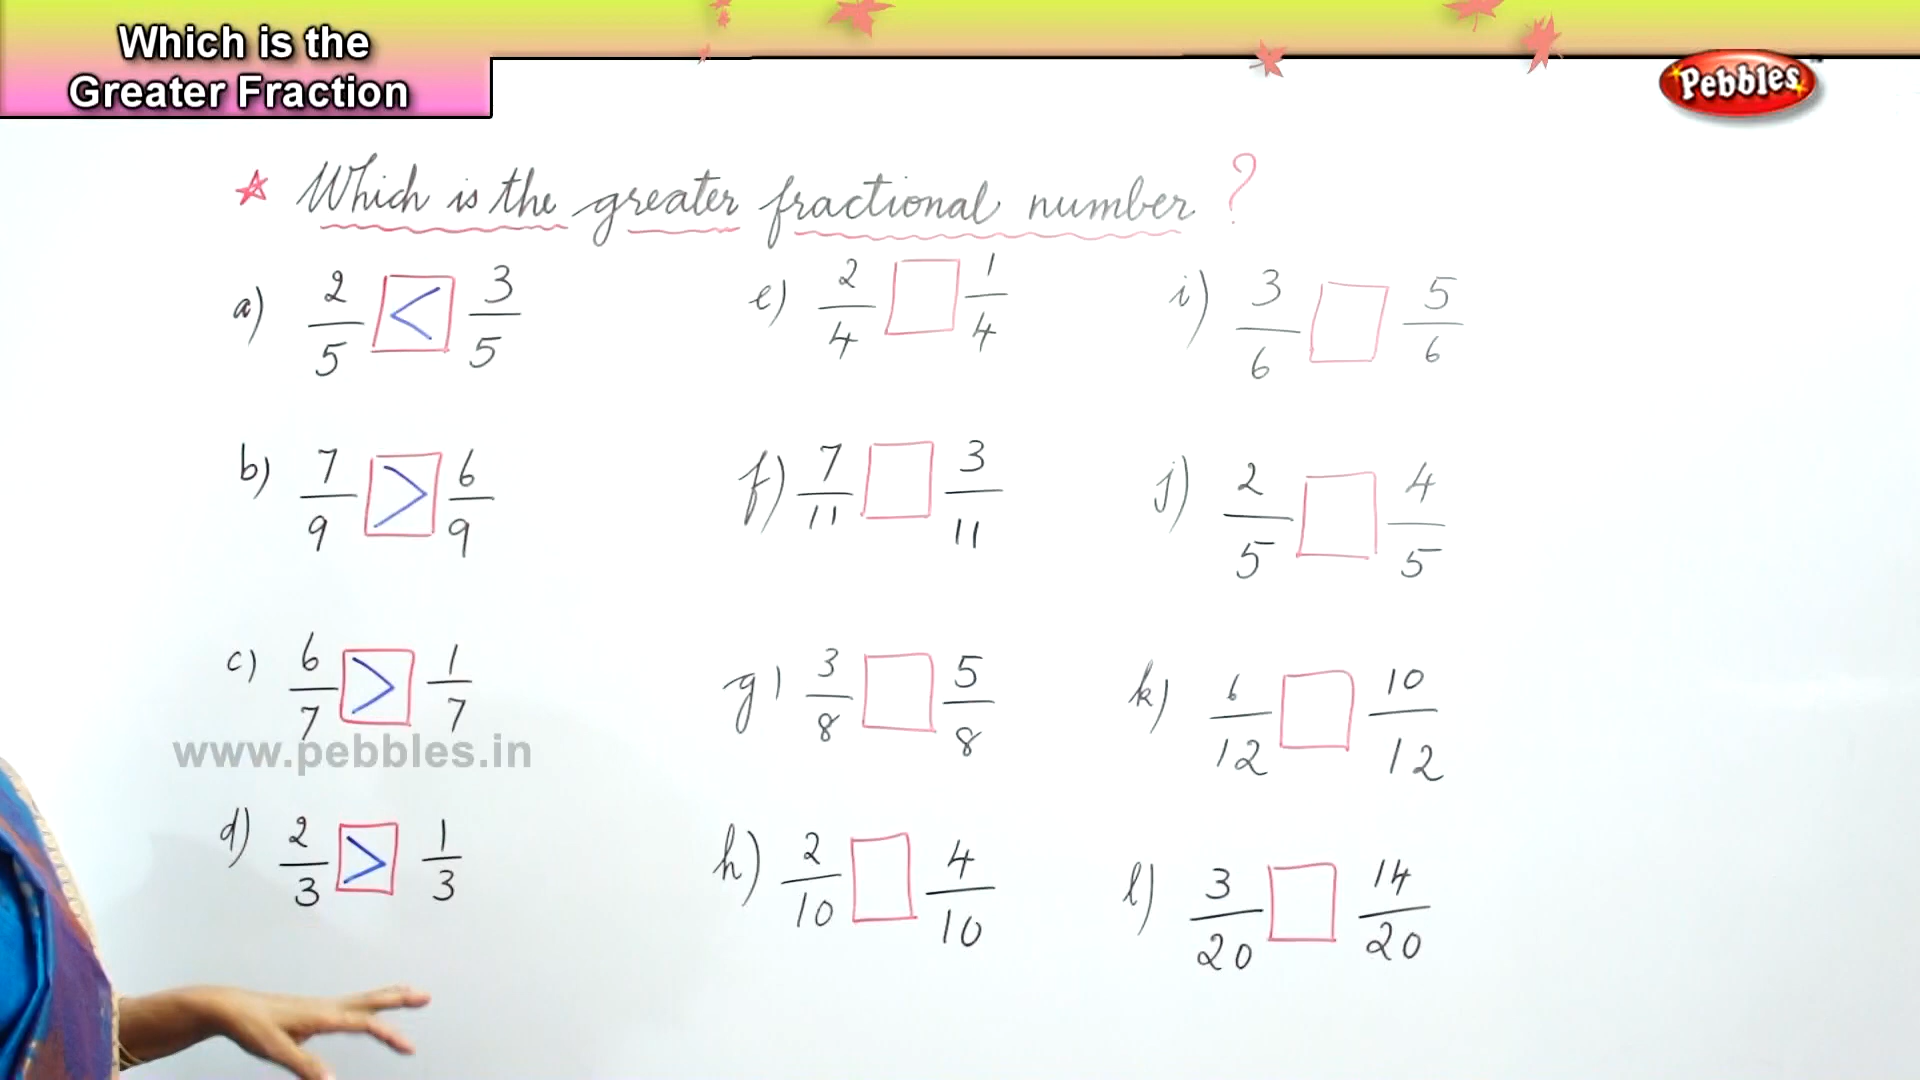 Which is the
Greater Fraction
Pebbles
Which is the greater fractional number ?
a) 2/5 < 3/5
b) 7/9 > 6/9
c) 6/7 > 1/7
d) 2/3 > 1/3
e) 2/4 □ 1/4
f) 7/11 □ 3/11
g) 3/8 □ 5/8
h) 2/10 □ 4/10
i) 3/6 □ 5/6
j) 2/5 □ 4/5
k) 6/12 □ 10/12
l) 3/20 □ 14/20
www.pebbles.in